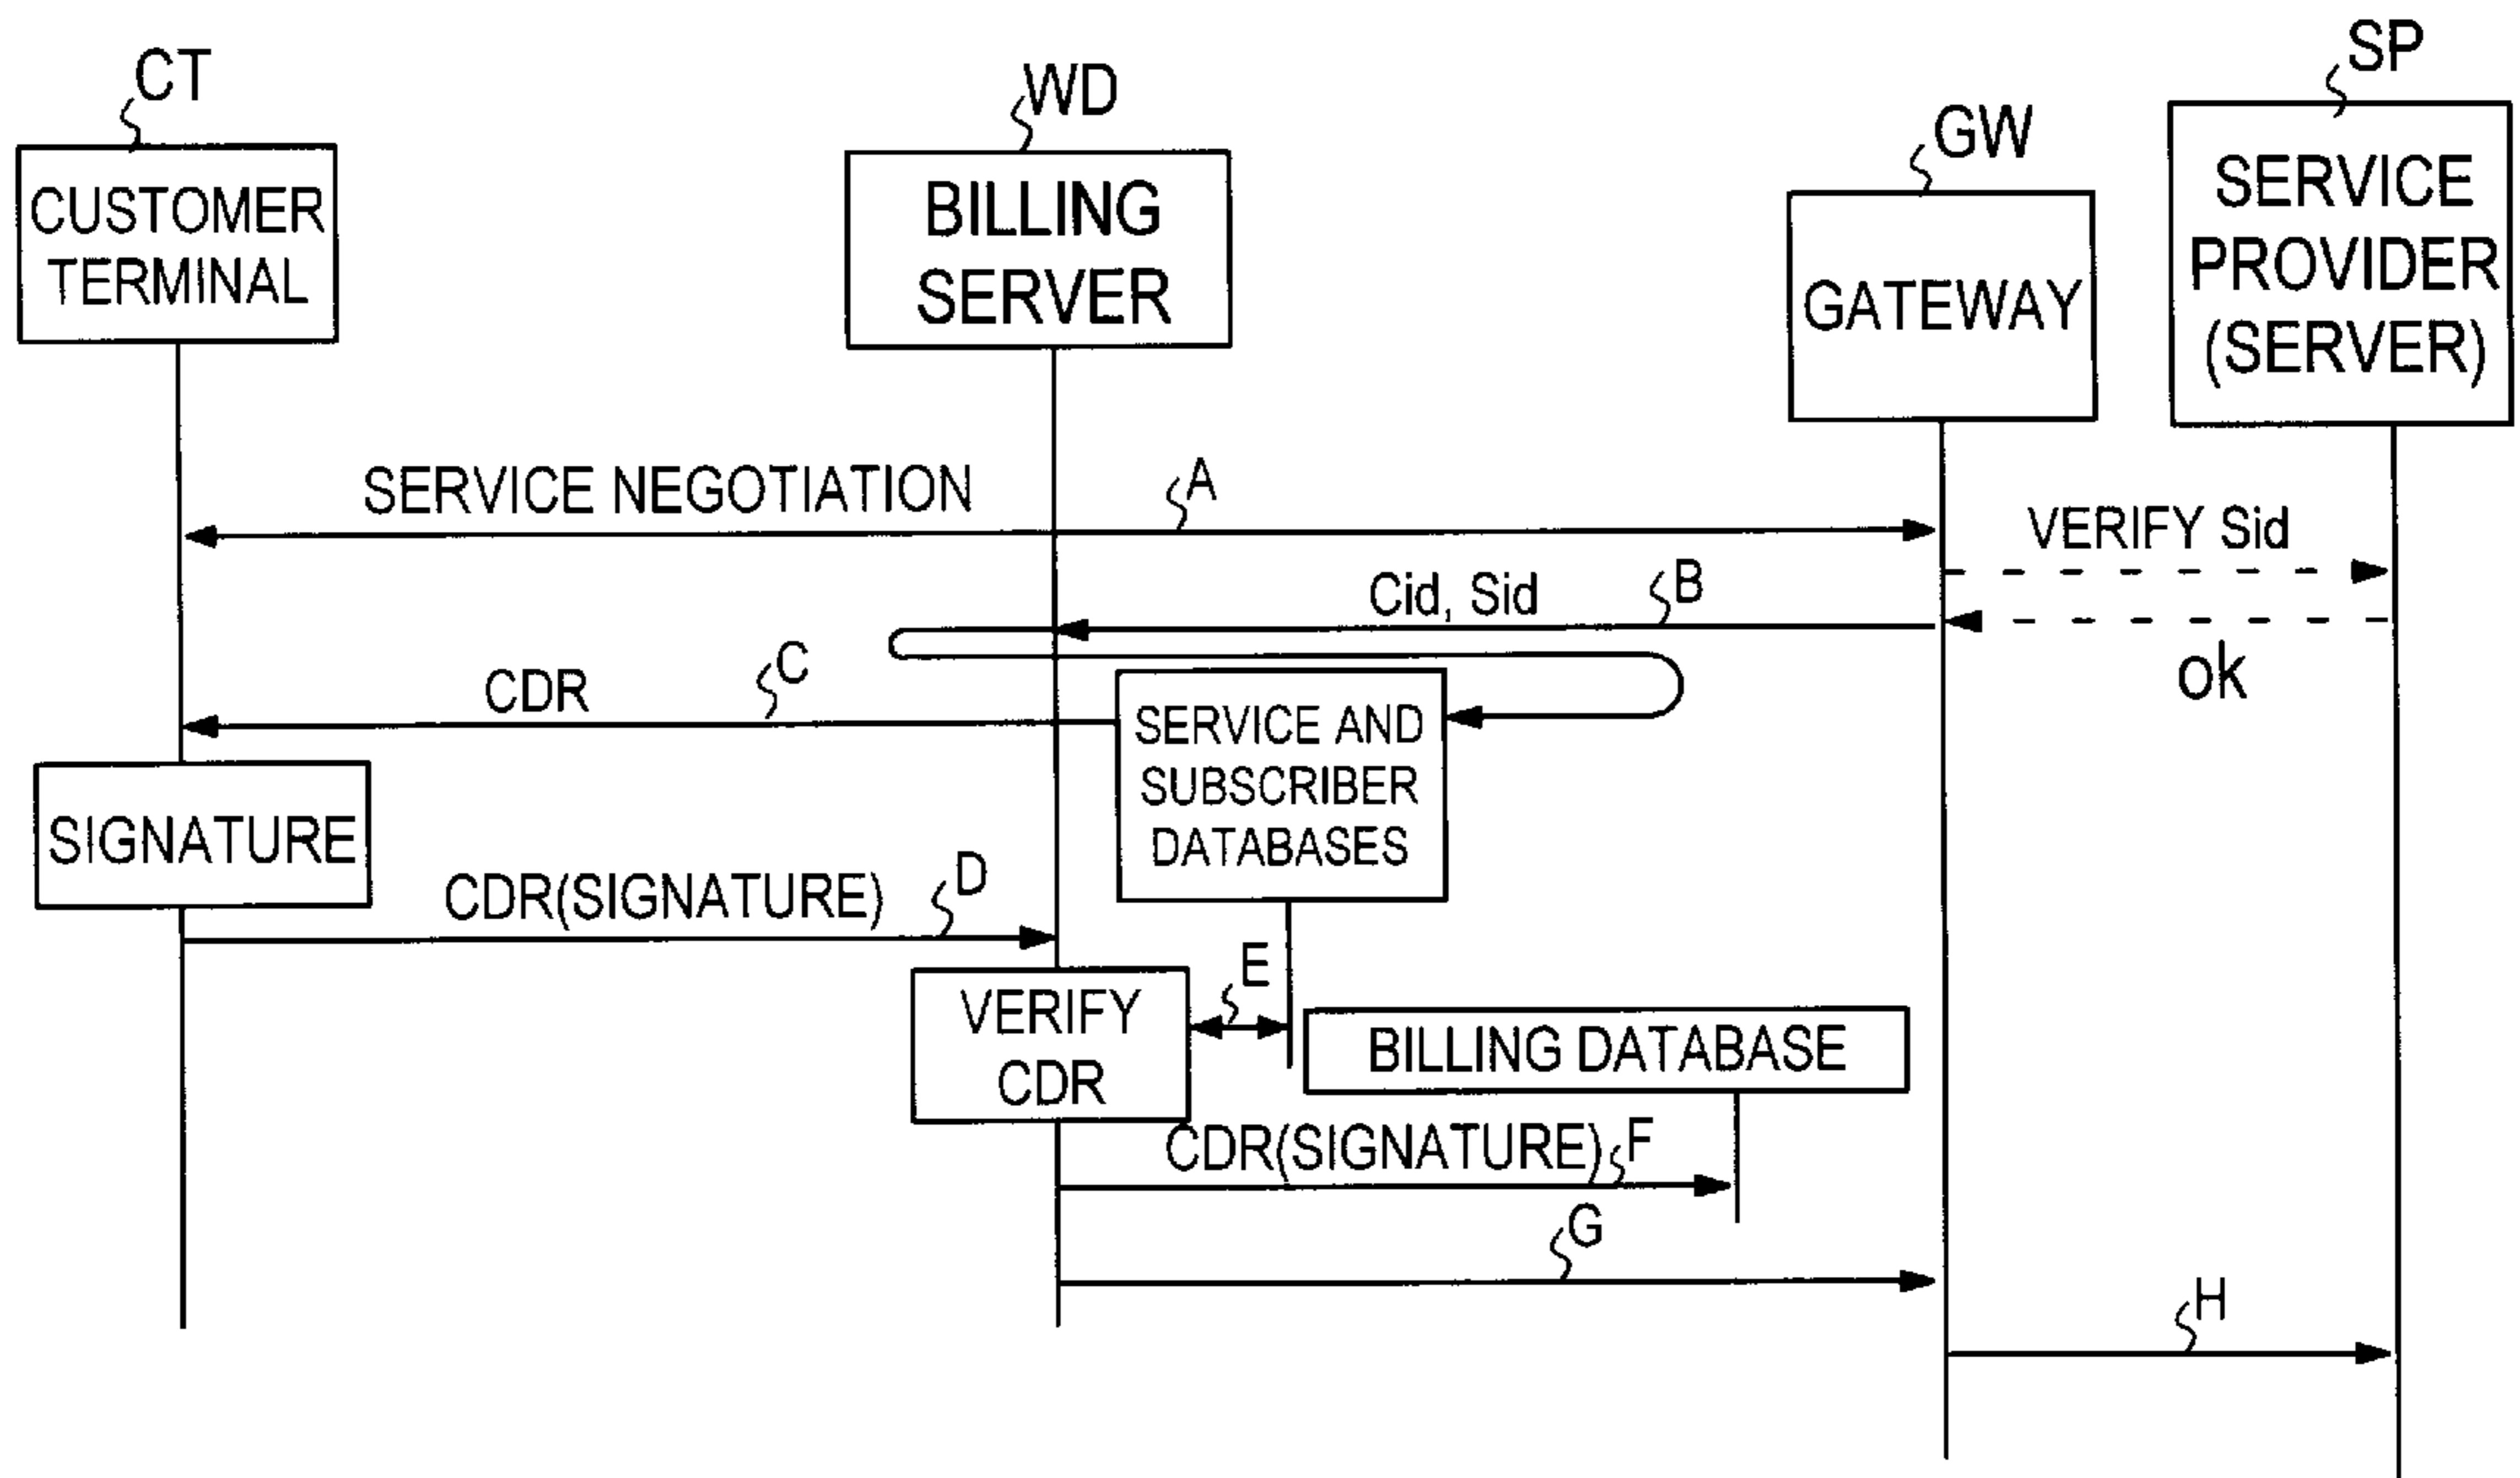 CT
WD
GW
SP
CUSTOMER
TERMINAL
BILLING
SERVER
GATEWAY
SERVICE
PROVIDER
(SERVER)
SERVICE NEGOTIATION
A
VERIFY Sid
Cid, Sid
B
ok
CDR
C
SERVICE AND
SUBSCRIBER
DATABASES
SIGNATURE
CDR(SIGNATURE)
D
E
VERIFY
CDR
BILLING DATABASE
CDR(SIGNATURE)
F
G
H